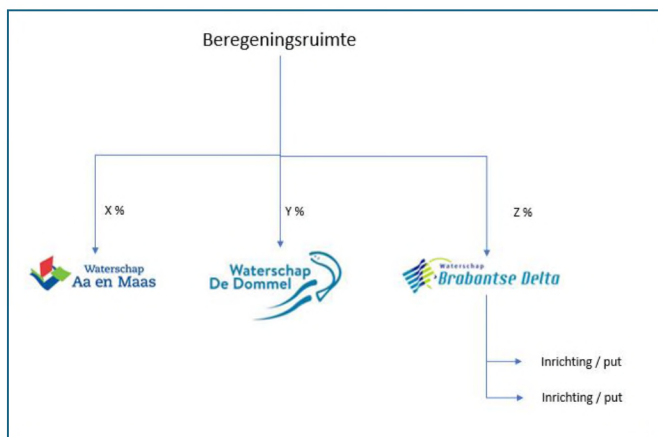 Beregeningsruimte
X %
Y %
Z %
Waterschap
Aa en Maas
Waterschap
De Dommel
Waterschap
Brabantse Delta
Inrichting / put
Inrichting / put